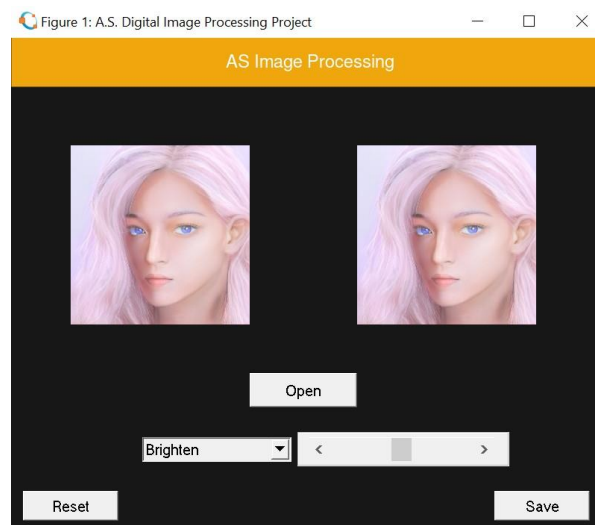 Figure 1: A.S. Digital Image Processing Project
AS Image Processing
Open
Brighten
Reset
Save